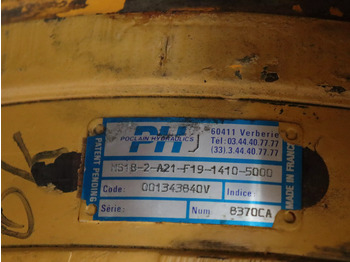 PH
POCLAIN HYDRAULICS
60411 Verberie
Tel: 03.44.40.77.77
(33).3.44.40.77.77
PATENT PENDING
MS18-2-A21-F19-1410-5000
Code: 001343840V Indice
Série: Num 8370CA
MADE IN FRANCE